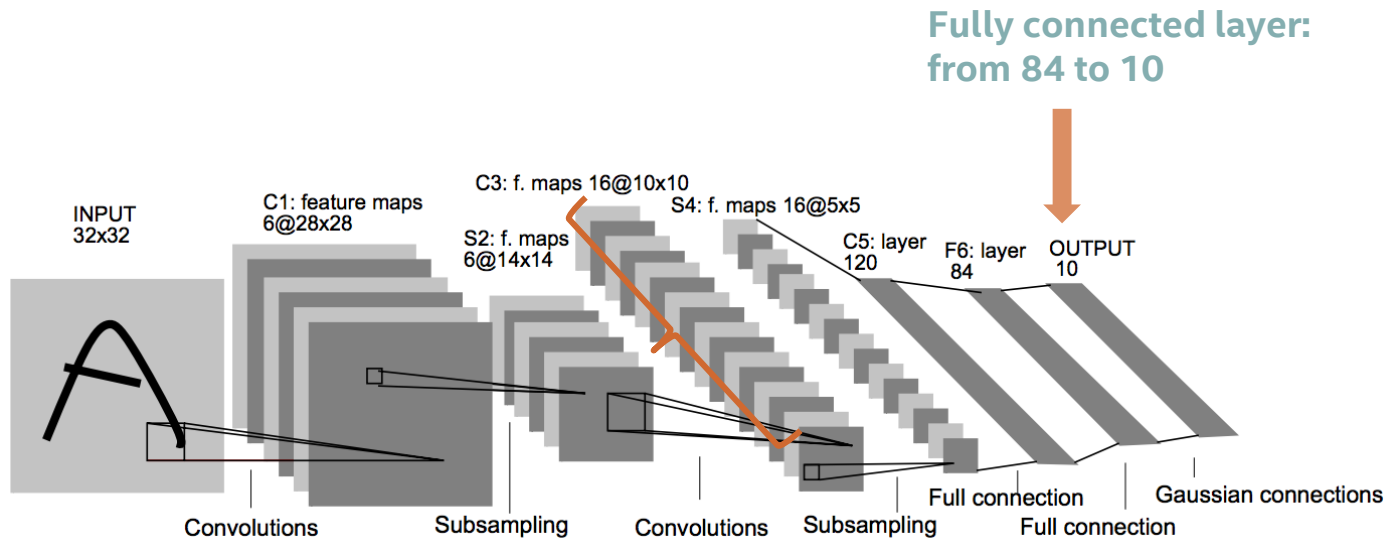 Fully connected layer:
from 84 to 10
C3: f. maps 16@10x10
INPUT
32x32
C1: feature maps
6@28x28
S2: f. maps
6@14x14
S4: f. maps 16@5x5
C5: layer
120
F6: layer
84
OUTPUT
10
Convolutions
Subsampling
Convolutions
Subsampling
Full connection
Full connection
Gaussian connections